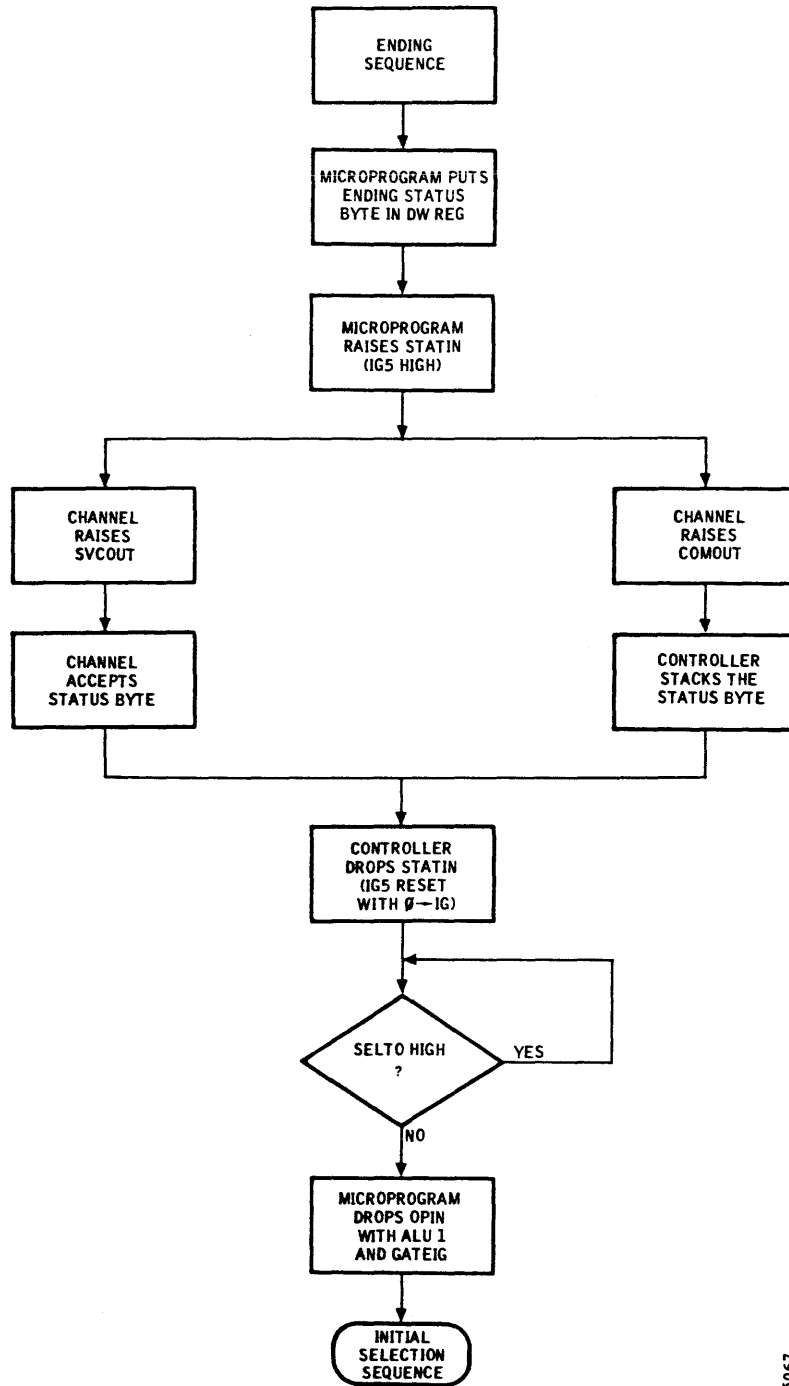 ENDING
SEQUENCE
MICROPROGRAM PUTS
ENDING STATUS
BYTE IN DW REG
MICROPROGRAM
RAISES STATIN
(IG5 HIGH)
CHANNEL
RAISES
SVCOUT
CHANNEL
RAISES
COMOUT
CHANNEL
ACCEPTS
STATUS BYTE
CONTROLLER
STACKS THE
STATUS BYTE
CONTROLLER
DROPS STATIN
(IG5 RESET
WITH Ø→IG)
SELTO HIGH
?
YES
NO
MICROPROGRAM
DROPS OPIN
WITH ALU 1
AND GATEIG
INITIAL
SELECTION
SEQUENCE